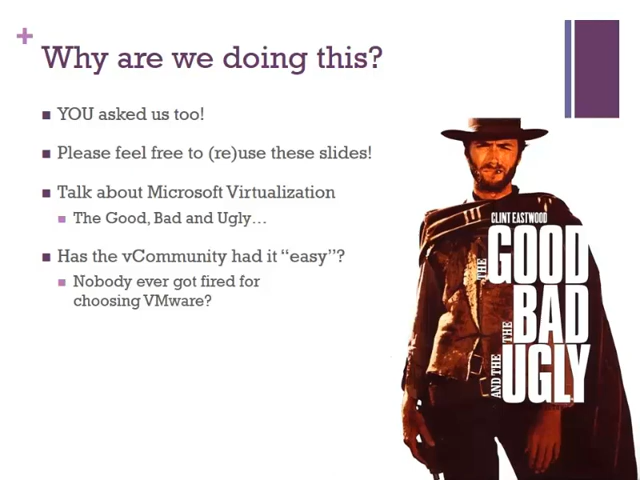 Why are we doing this?
YOU asked us too!
Please feel free to (re)use these slides!
Talk about Microsoft Virtualization
The Good, Bad and Ugly…
Has the vCommunity had it “easy”?
Nobody ever got fired for
choosing VMware?
CLINT EASTWOOD
THE GOOD
THE BAD
AND THE UGLY